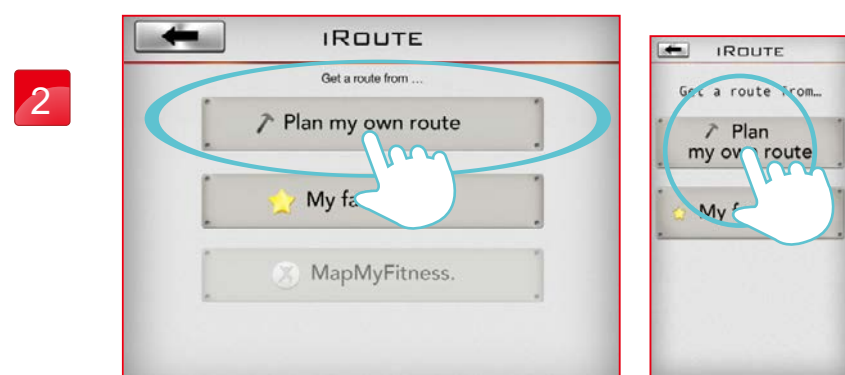 2
iROUTE
Get a route from ...
Plan my own route
My fa
MapMyFitness.
iROUTE
Get a route from…
Plan
my own route
My f